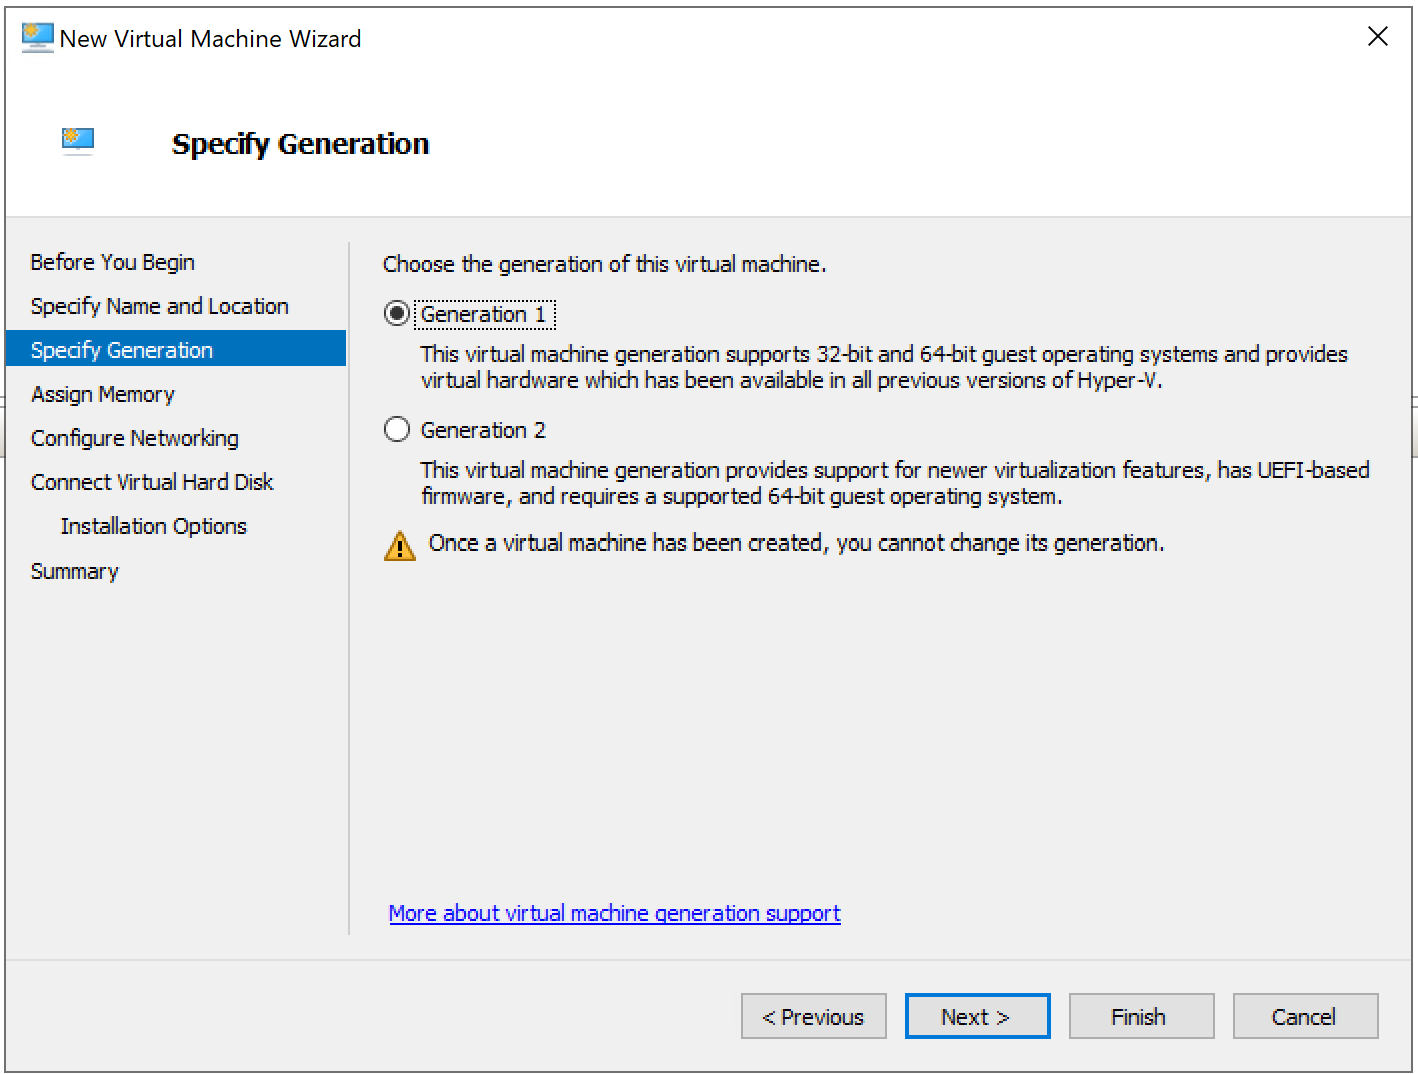 New Virtual Machine Wizard
Specify Generation
Before You Begin
Specify Name and Location
Specify Generation
Assign Memory
Configure Networking
Connect Virtual Hard Disk
Installation Options
Summary
Choose the generation of this virtual machine.
Generation 1
This virtual machine generation supports 32-bit and 64-bit guest operating systems and provides
virtual hardware which has been available in all previous versions of Hyper-V.
Generation 2
This virtual machine generation provides support for newer virtualization features, has UEFI-based
firmware, and requires a supported 64-bit guest operating system.
Once a virtual machine has been created, you cannot change its generation.
More about virtual machine generation support
< Previous
Next >
Finish
Cancel